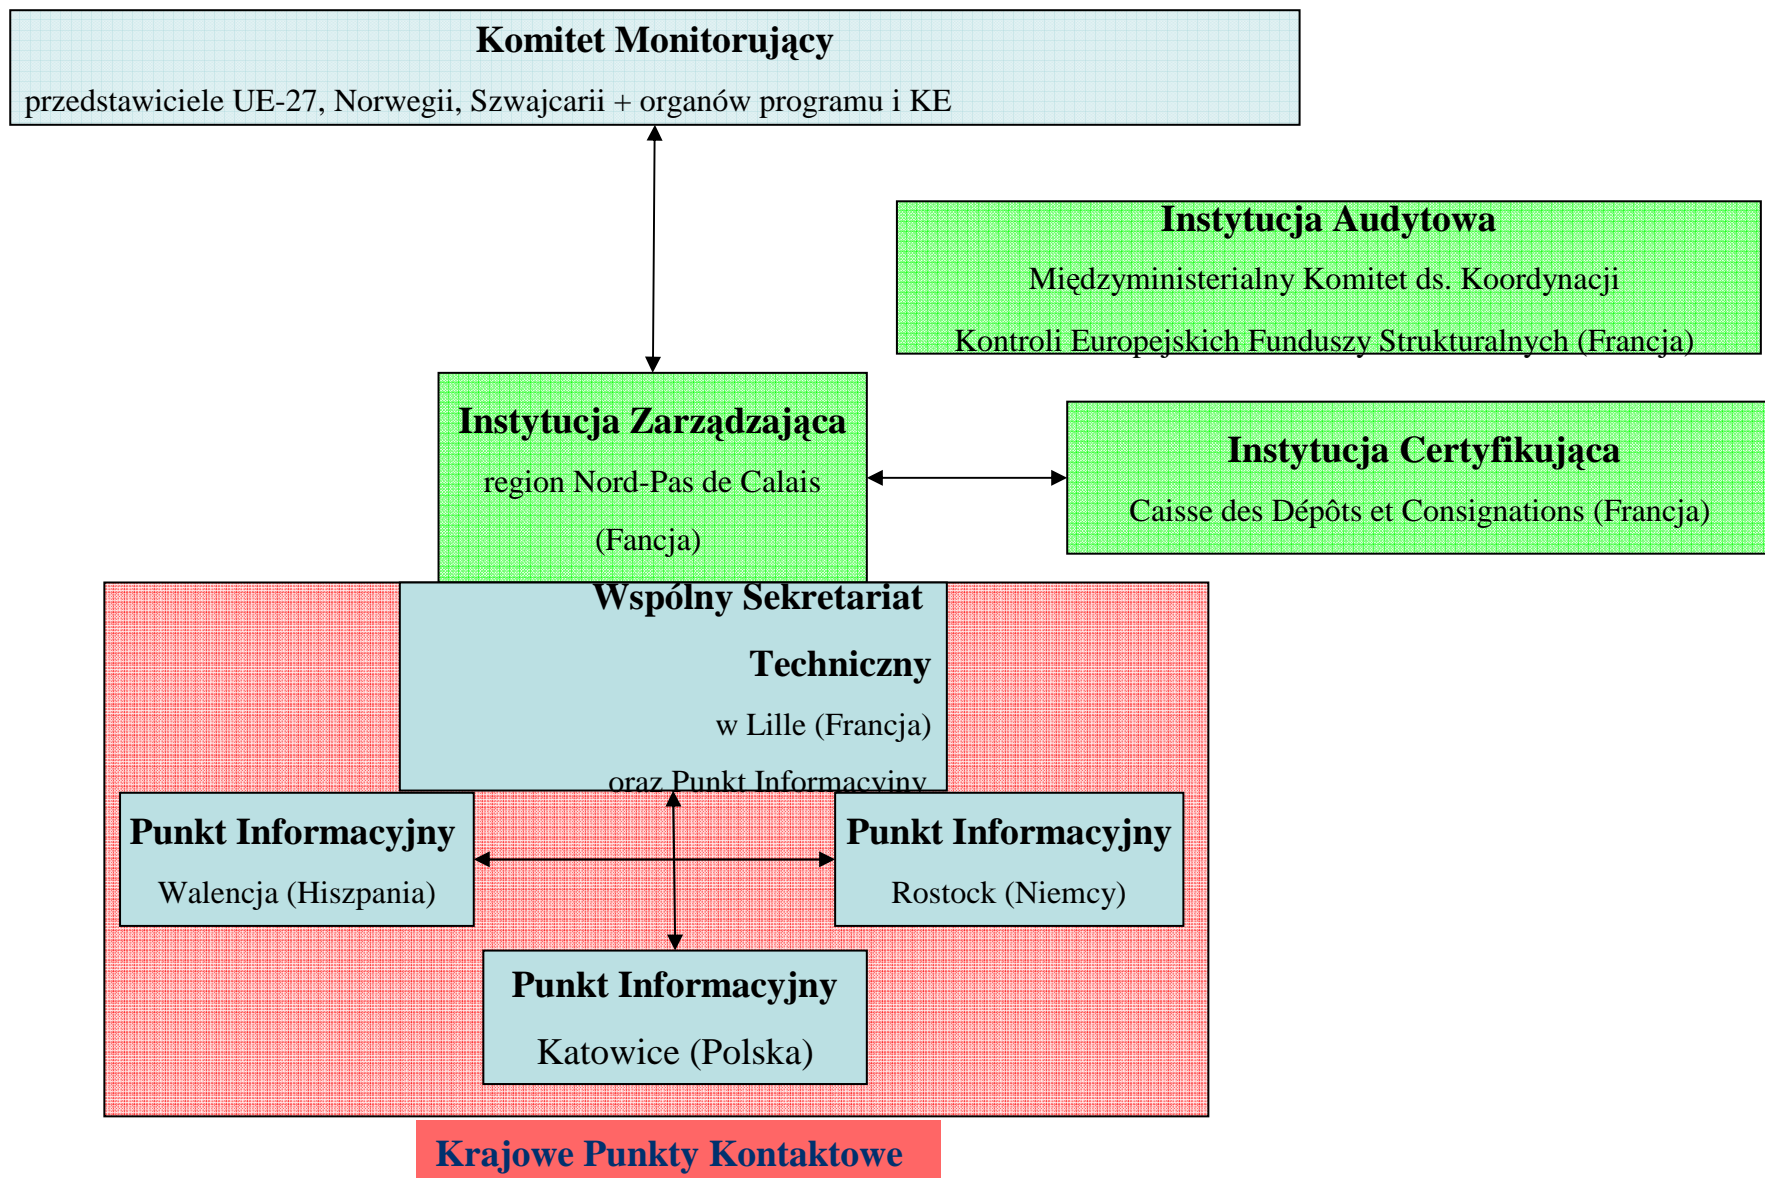 Komitet Monitorujący
przedstawiciele UE-27, Norwegii, Szwajcarii + organów programu i KE
Instytucja Audytowa
Międzyministerialny Komitet ds. Koordynacji
Kontroli Europejskich Funduszy Strukturalnych (Francja)
Instytucja Zarządzająca
region Nord-Pas de Calais
(Fancja)
Instytucja Certyfikująca
Caisse des Dépôts et Consignations (Francja)
Wspólny Sekretariat
Techniczny
w Lille (Francja)
oraz Punkt Informacyjny
Punkt Informacyjny
Walencja (Hiszpania)
Punkt Informacyjny
Rostock (Niemcy)
Punkt Informacyjny
Katowice (Polska)
Krajowe Punkty Kontaktowe